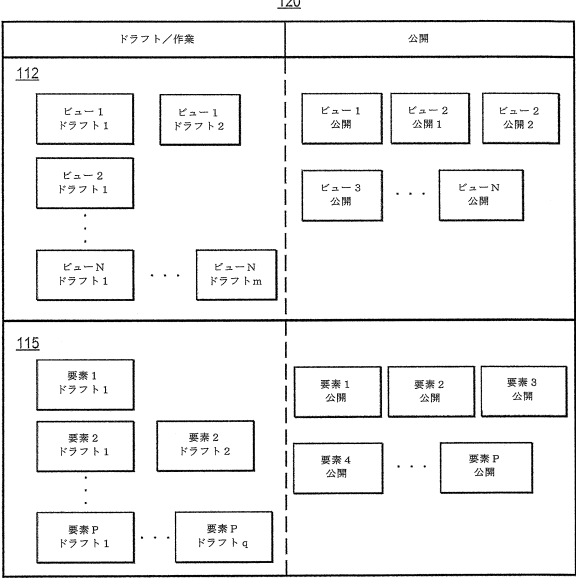 120
ドラフト/作業
公開
112
ビュー1
ドラフト1
ビュー1
ドラフト2
ビュー2
ドラフト1
ビューN
ドラフト1
. . .
ビューN
ドラフトm
ビュー1
公開
ビュー2
公開1
ビュー2
公開2
ビュー3
公開
. . .
ビューN
公開
115
要素1
ドラフト1
要素2
ドラフト1
要素2
ドラフト2
要素P
ドラフト1
. . .
要素P
ドラフトq
要素1
公開
要素2
公開
要素3
公開
要素4
公開
. . .
要素P
公開